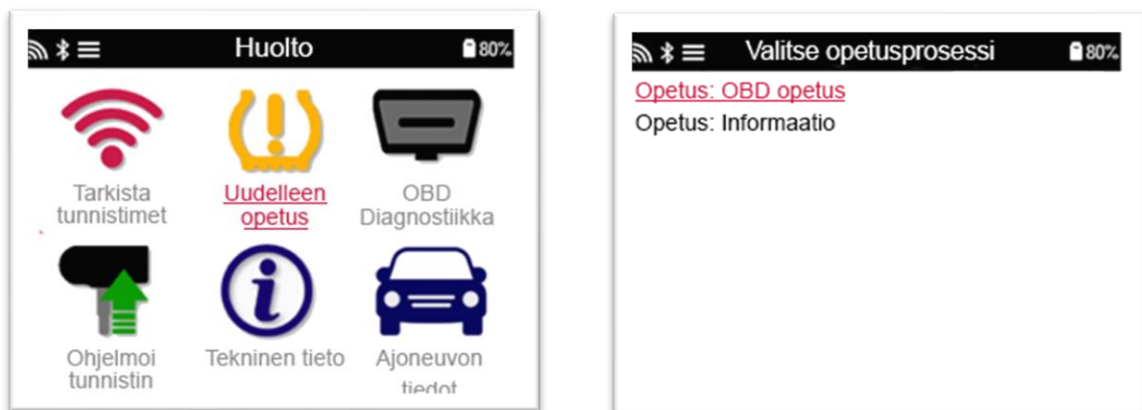 Huolto
80%
Tarkista
tunnistimet
Uudelleen
opetus
OBD
Diagnostiikka
Ohjelmoi
tunnistin
Tekninen tieto
Ajoneuvon
tiedot
Valitse opetusprosessi
80%
Opetus: OBD opetus
Opetus: Informaatio